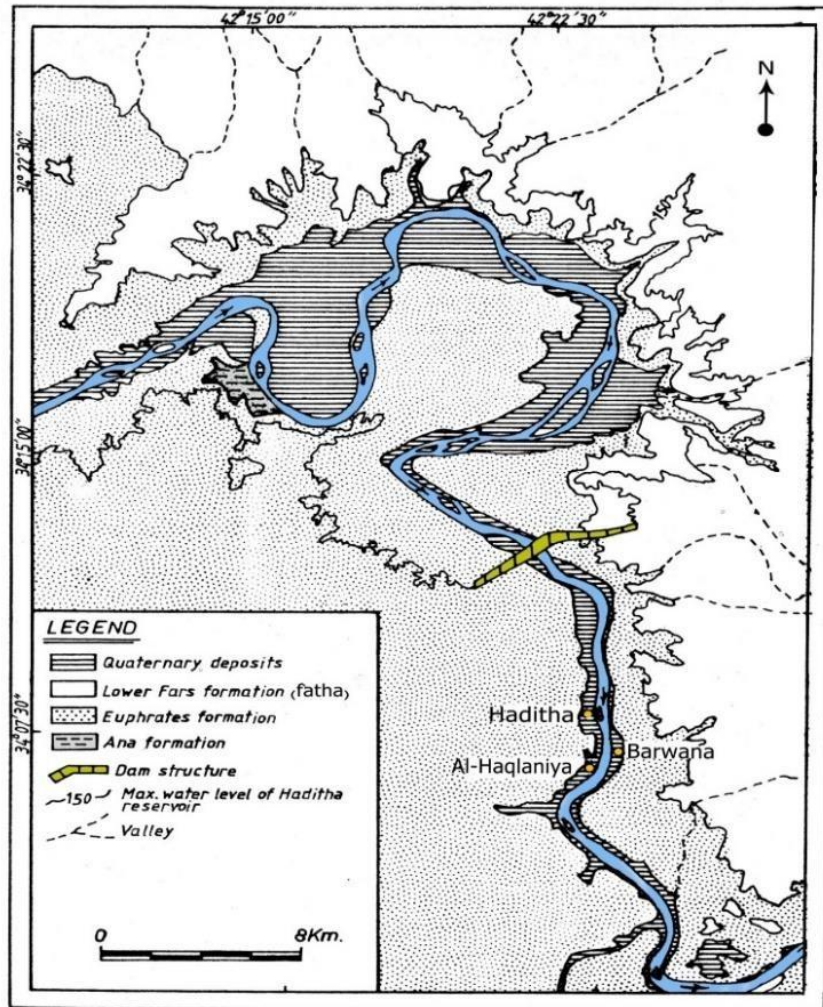 42°15'00"
42°22'30"
N
34°22'30"
150
34°15'00"
34°07'30"
Haditha
Barwana
Al-Haqlaniya
LEGEND
Quaternary deposits
Lower Fars formation (fatha)
Euphrates formation
Ana formation
Dam structure
150 Max. water level of Haditha
reservoir
Valley
0 8Km.